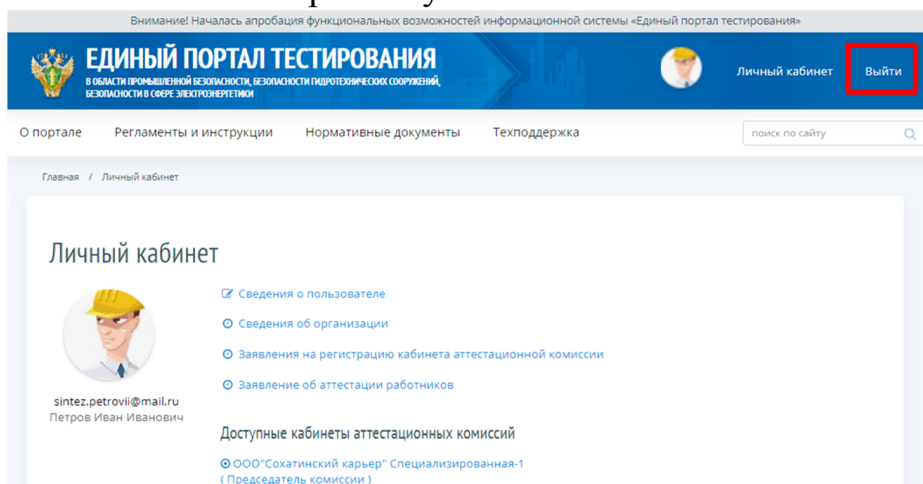 Внимание! Началась апробация функциональных возможностей информационной системы «Единый портал тестирования»
ЕДИНЫЙ ПОРТАЛ ТЕСТИРОВАНИЯ
В ОБЛАСТИ ПРОМЫШЛЕННОЙ БЕЗОПАСНОСТИ, БЕЗОПАСНОСТИ ГИДРОТЕХНИЧЕСКИХ СООРУЖЕНИЙ,
БЕЗОПАСНОСТИ В СФЕРЕ ЭЛЕКТРОЭНЕРГЕТИКИ
Личный кабинет Выйти
О портале Регламенты и инструкции Нормативные документы Техподдержка поиск по сайту
Главная / Личный кабинет
Личный кабинет
Сведения о пользователе
Сведения об организации
Заявления на регистрацию кабинета аттестационной комиссии
Заявление об аттестации работников
sintez.petrovii@mail.ru
Петров Иван Иванович
Доступные кабинеты аттестационных комиссий
ООО"Сохатинский карьер" Специализированная-1
( Председатель комиссии )